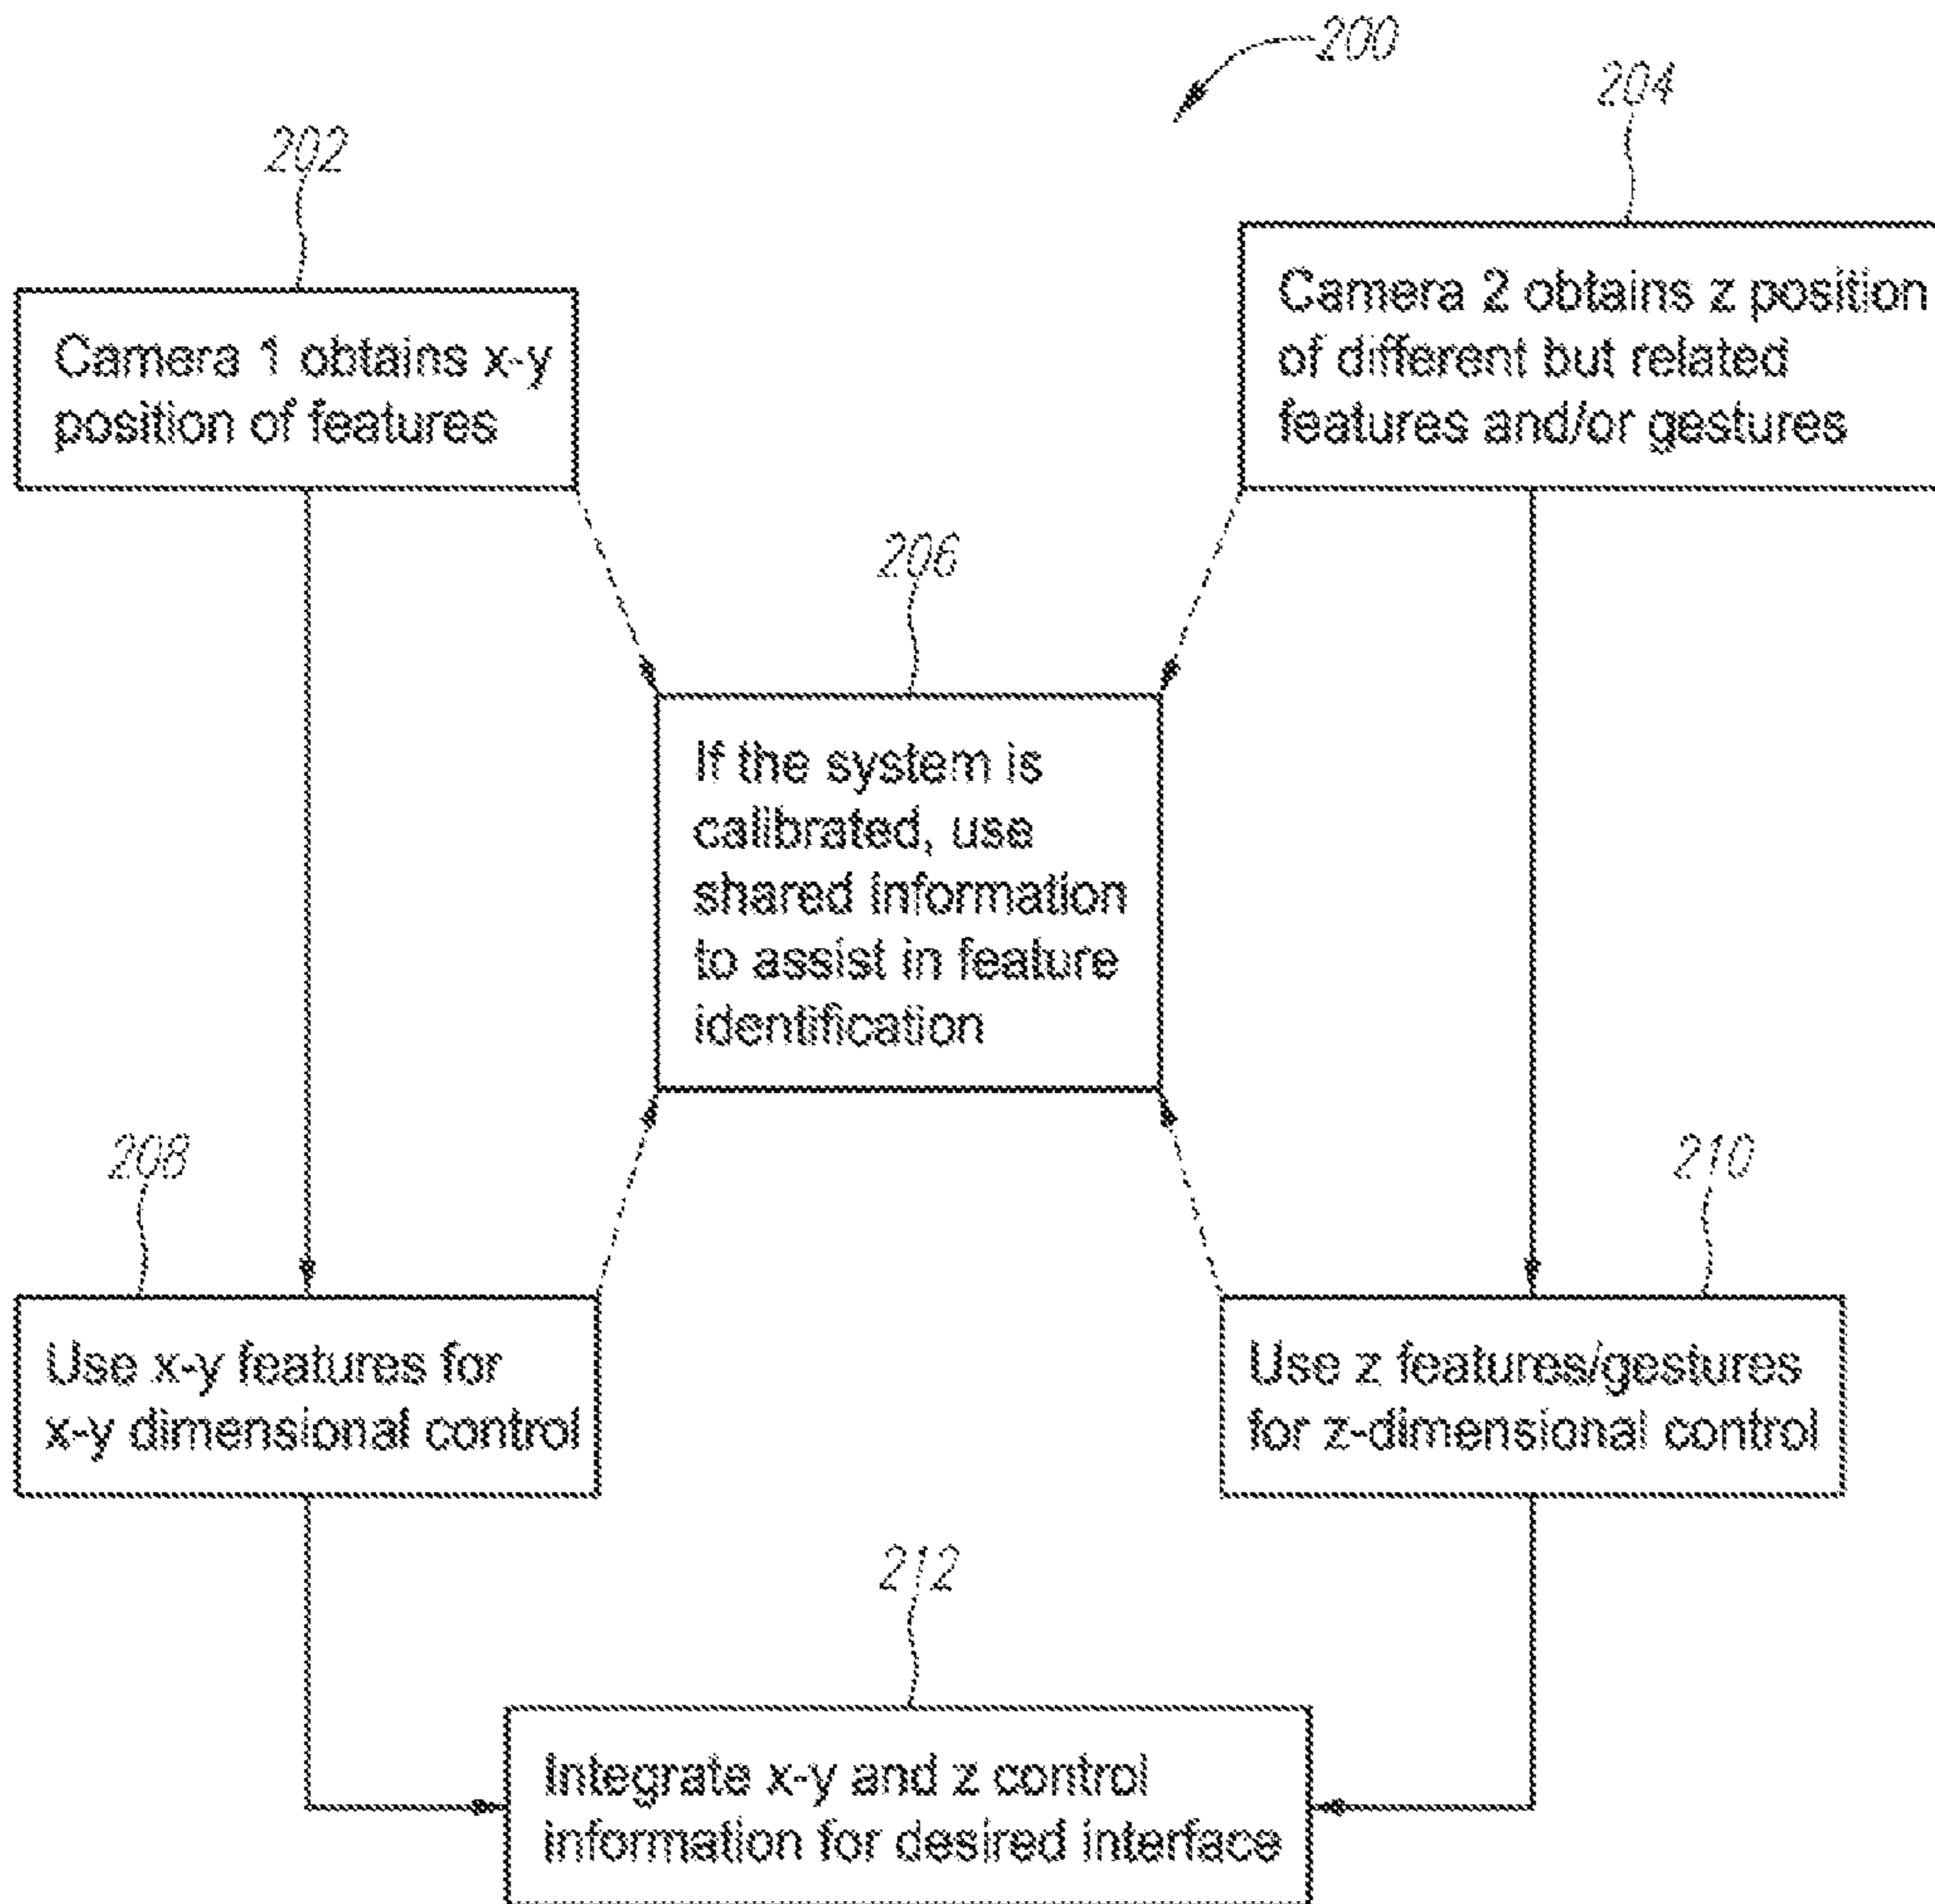 200
204
202
Camera 2 obtains z position
of different but related
features and/or gestures
Camera 1 obtains x-y
position of features
206
If the system is
calibrated, use
shared information
to assist in feature
identification
208
210
Use x-y features for
x-y dimensional control
Use z features/gestures
for z-dimensional control
212
Integrate x-y and z control
information for desired interface